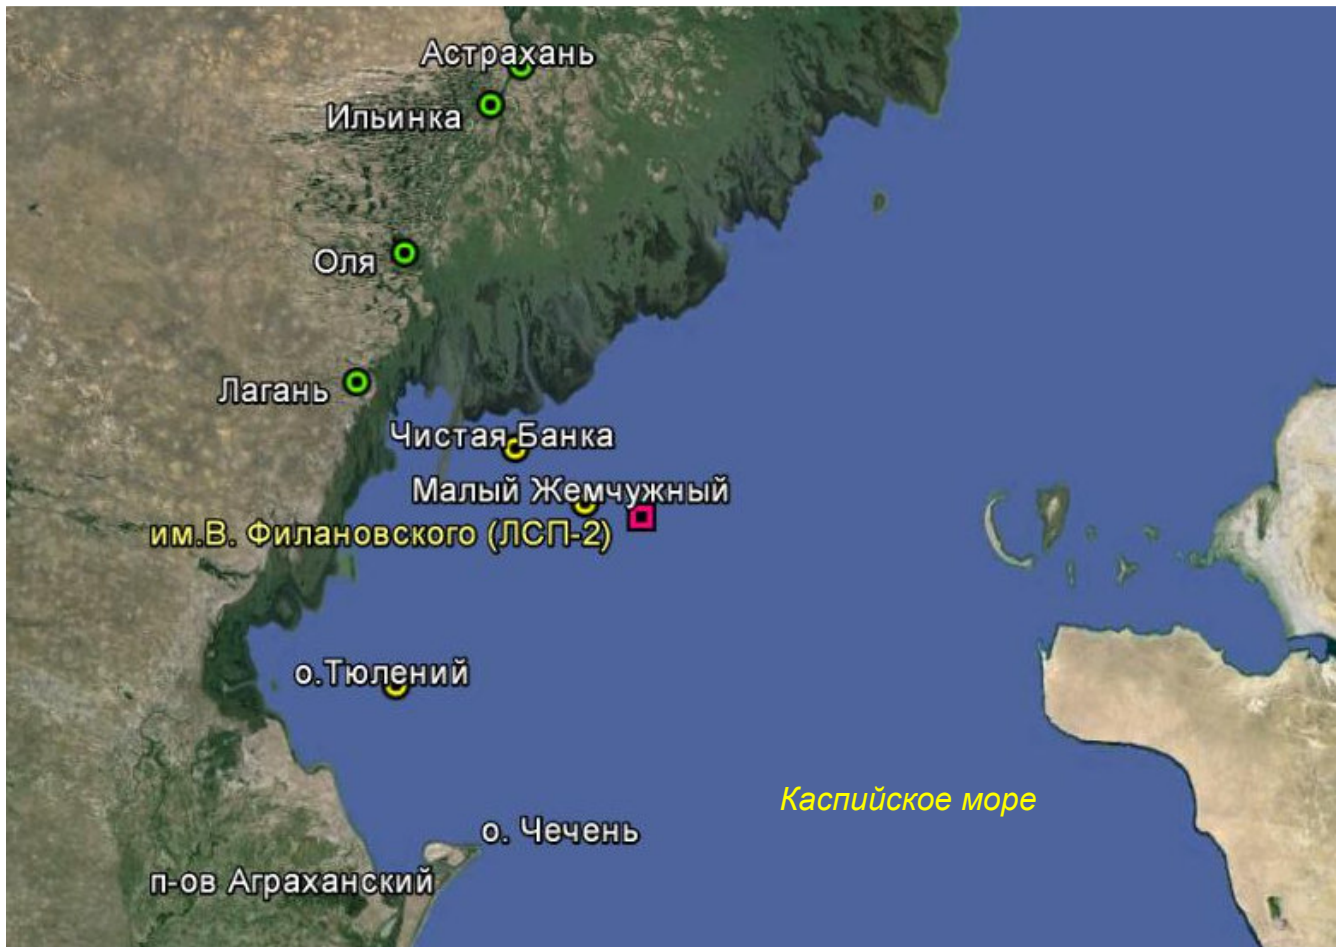 Астрахань
Ильинка
Оля
Лагань
Чистая Банка
Малый Жемчужный
им.В. Филановского (ЛСП-2)
о.Тюлений
Каспийское море
о. Чечень
п-ов Аграханский